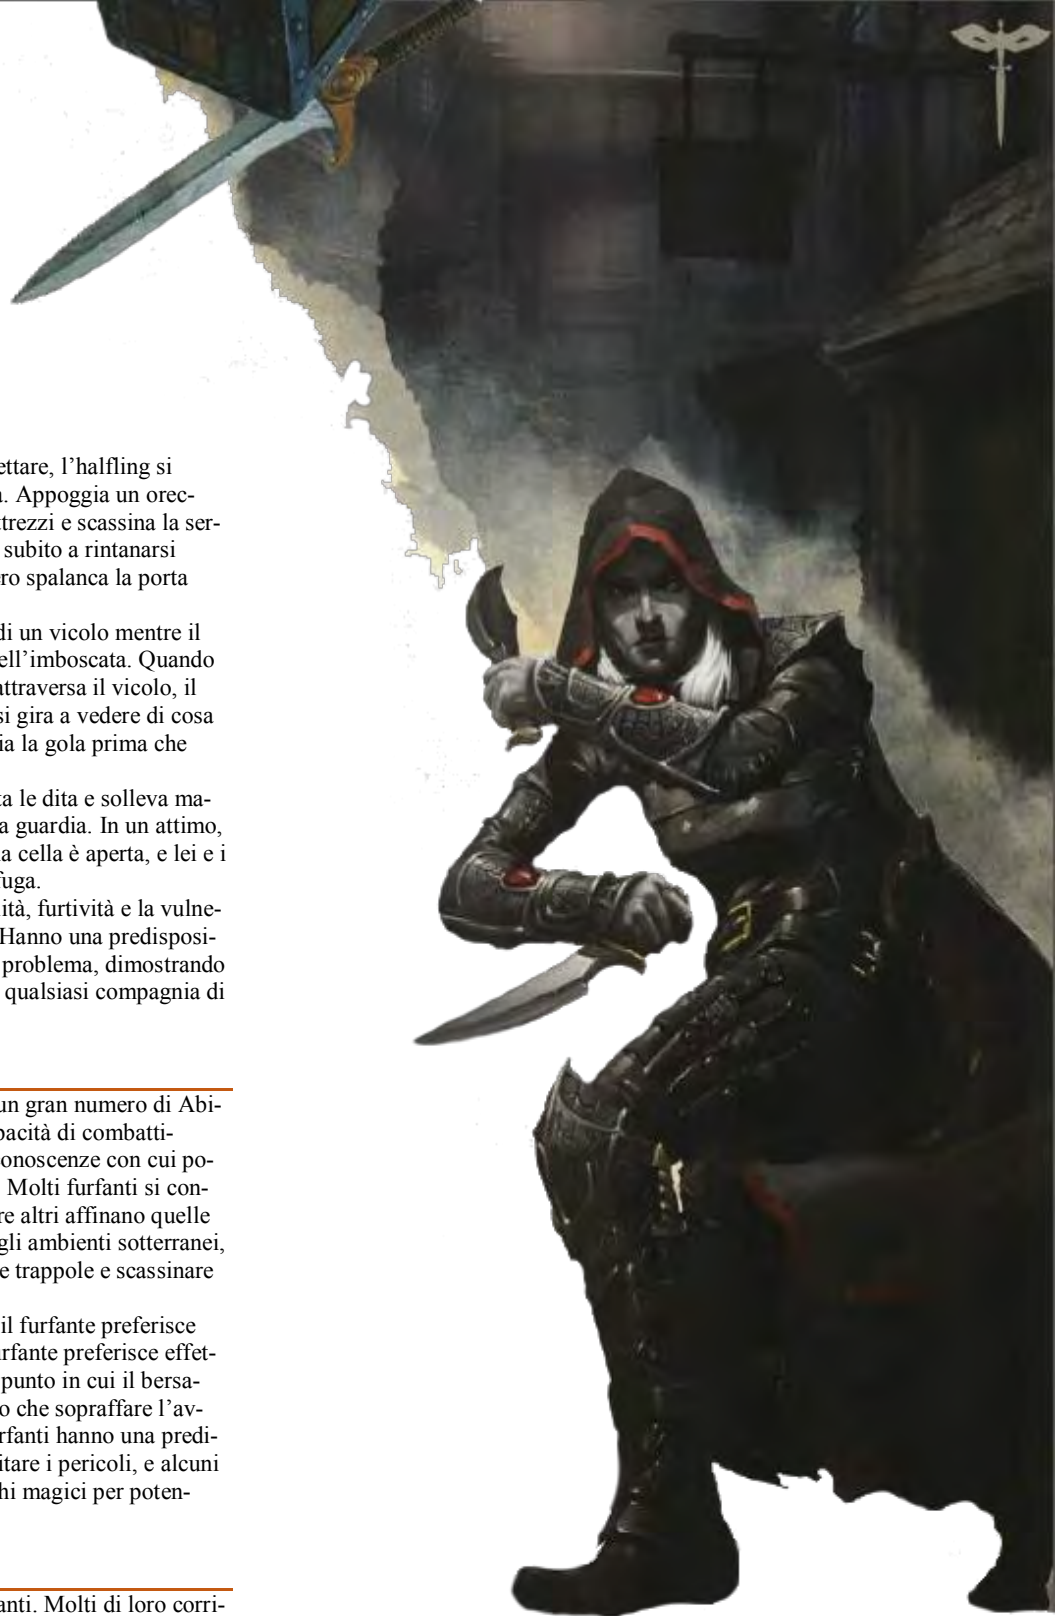 ettare, l’halfling si
a. Appoggia un orec-
ttrezzi e scassina la ser-
subito a rintanarsi
ero spalanca la porta
di un vicolo mentre il
ell’imboscata. Quando
attraversa il vicolo, il
si gira a vedere di cosa
ia la gola prima che
ta le dita e solleva ma-
a guardia. In un attimo,
a cella è aperta, e lei e i
fuga.
ità, furtività e la vulne-
Hanno una predisposi-
problema, dimostrando
qualsiasi compagnia di
un gran numero di Abi-
pacità di combatti-
onoscenze con cui po-
Molti furfanti si con-
re altri affinano quelle
gli ambienti sotterranei,
e trappole e scassinare
il furfante preferisce
urfante preferisce effet-
punto in cui il bersa-
o che sopraffare l’av-
rfanti hanno una predi-
itare i pericoli, e alcuni
hi magici per poten-
anti. Molti di loro corri-